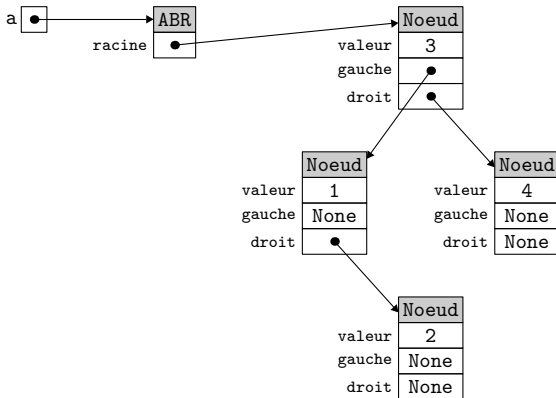 a
ABR
racine
Noeud
valeur 3
gauche
droit
Noeud
valeur 1
gauche None
droit
Noeud
valeur 4
gauche None
droit None
Noeud
valeur 2
gauche None
droit None